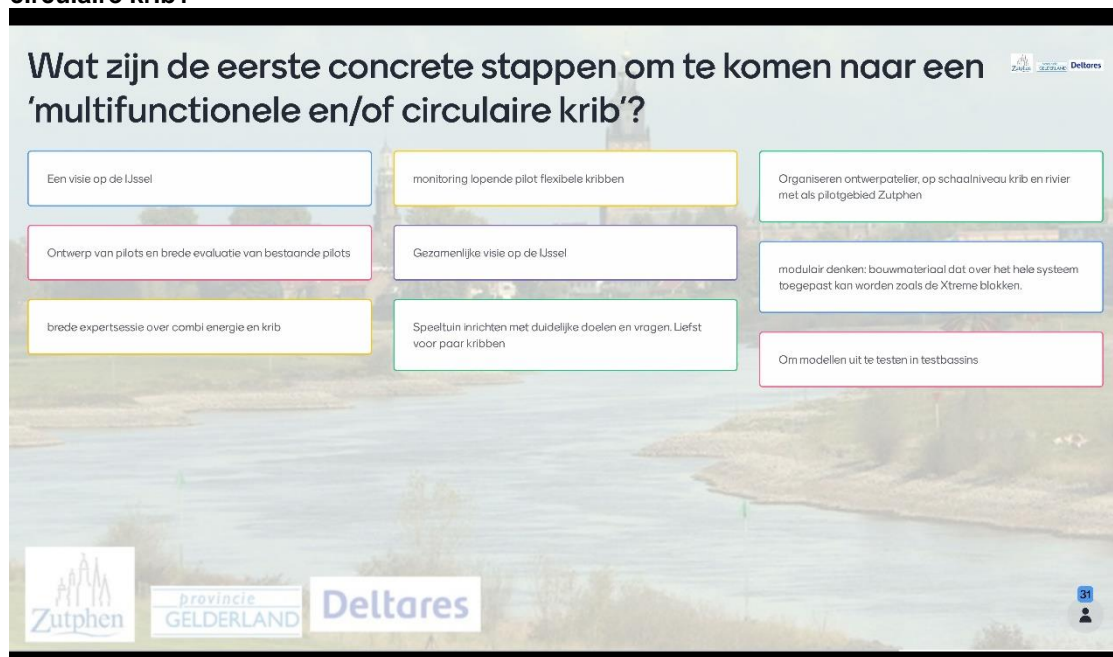 Wat zijn de eerste concrete stappen om te komen naar een
'multifunctionele en/of circulaire krib'?
Zutphen
provincie
GELDERLAND
Deltares
Een visie op de IJssel
Ontwerp van pilots en brede evaluatie van bestaande pilots
brede expertsessie over combi energie en krib
monitoring lopende pilot flexibele kribben
Gezamenlijke visie op de IJssel
Speeltuin inrichten met duidelijke doelen en vragen. Liefst
voor paar kribben
Organiseren ontwerpatelier, op schaalniveau krib en rivier
met als pilotgebied Zutphen
modulair denken: bouwmateriaal dat over het hele systeem
toegepast kan worden zoals de Xtreme blokken.
Om modellen uit te testen in testbassins
Zutphen
provincie
GELDERLAND
Deltares
31